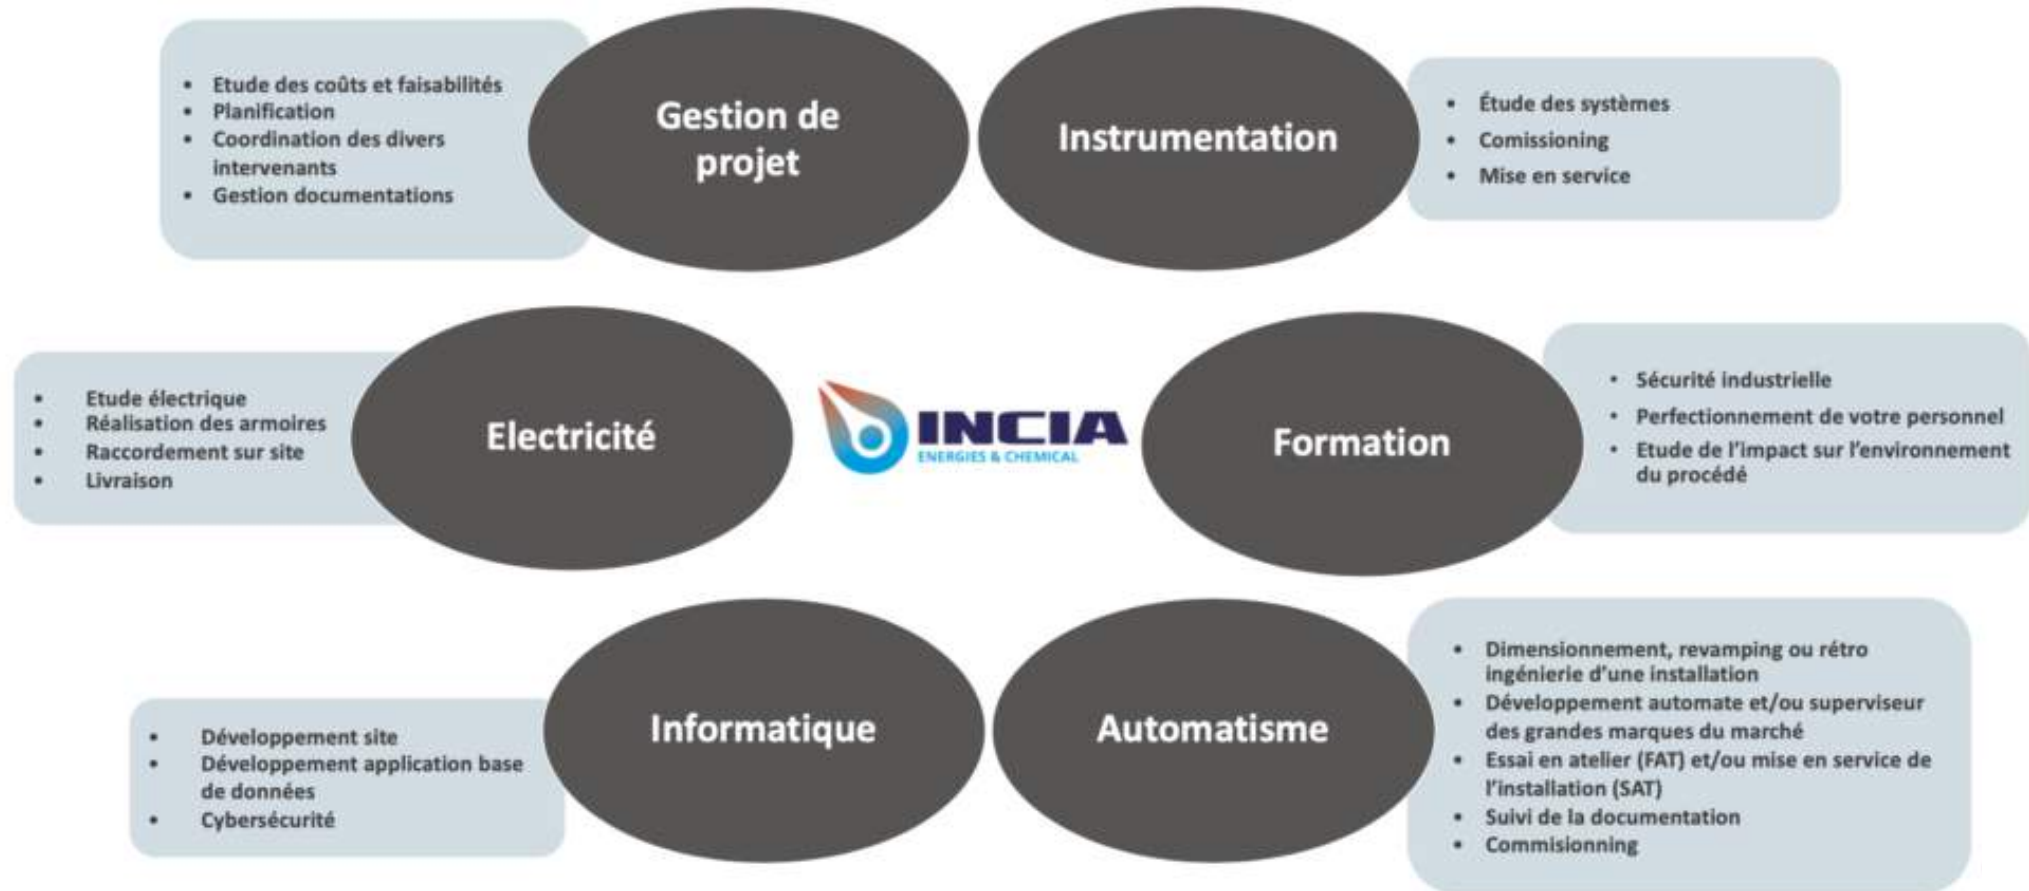 • Etude des coûts et faisabilités
• Planification
• Coordination des divers
intervenants
• Gestion documentations
Gestion de
projet
Instrumentation
• Étude des systèmes
• Comissioning
• Mise en service
• Etude électrique
• Réalisation des armoires
• Raccordement sur site
• Livraison
Electricité
INCIA
ENERGIES & CHEMICAL
Formation
• Sécurité industrielle
• Perfectionnement de votre personnel
• Etude de l'impact sur l'environnement
du procédé
• Développement site
• Développement application base
de données
• Cybersécurité
Informatique
Automatisme
• Dimensionnement, revamping ou rétro
ingénierie d'une installation
• Développement automate et/ou superviseur
des grandes marques du marché
• Essai en atelier (FAT) et/ou mise en service de
l'installation (SAT)
• Suivi de la documentation
• Commisionning